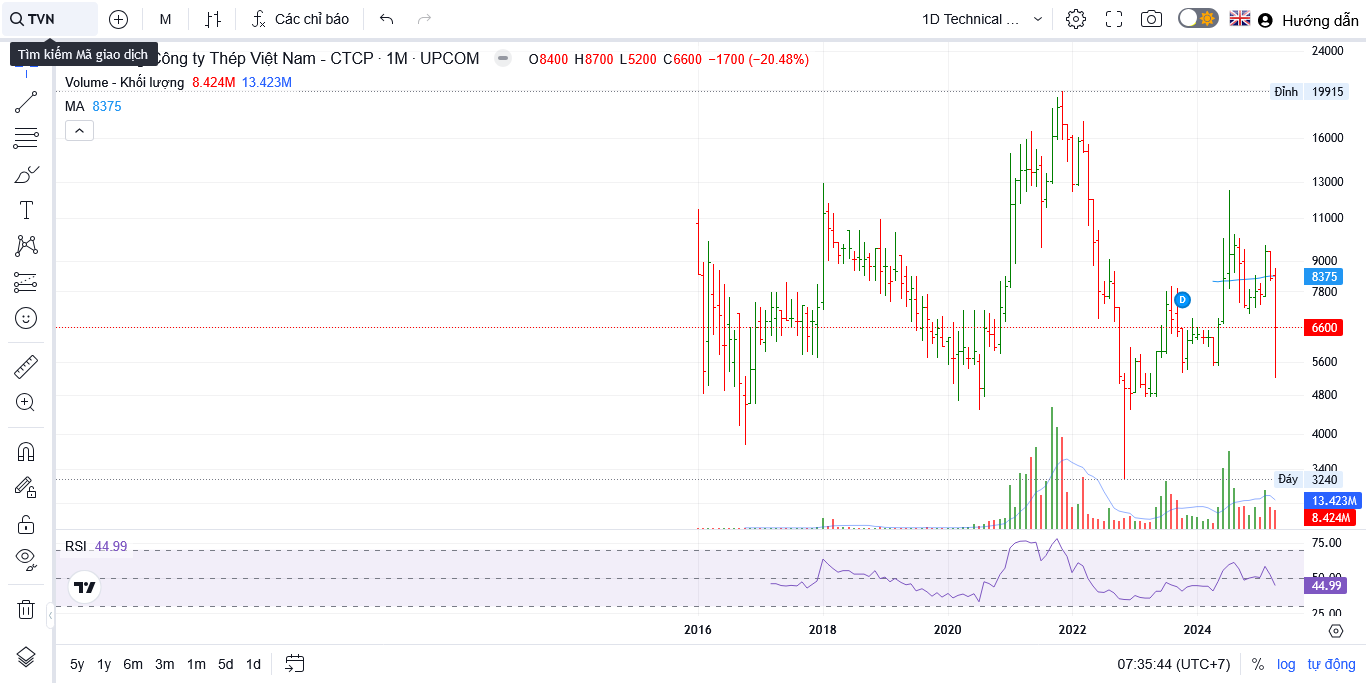 TVN
M
Các chỉ báo
1D Technical ...
Hướng dẫn
Tìm kiếm Mã giao dịch
Công ty Thép Việt Nam - CTCP · 1M · UPCOM
O8400 H8700 L5200 C6600 −1700 (−20.48%)
Volume - Khối lượng 8.424M 13.423M
MA 8375
24000
Đỉnh 19915
16000
13000
11000
9000
8375
7800
D
6600
5600
4800
4000
3400
Đáy 3240
13.423M
8.424M
RSI 44.99
75.00
50.00
44.99
25.00
2016 2018 2020 2022 2024
5y 1y 6m 3m 1m 5d 1d
07:35:44 (UTC+7)
% log tự động